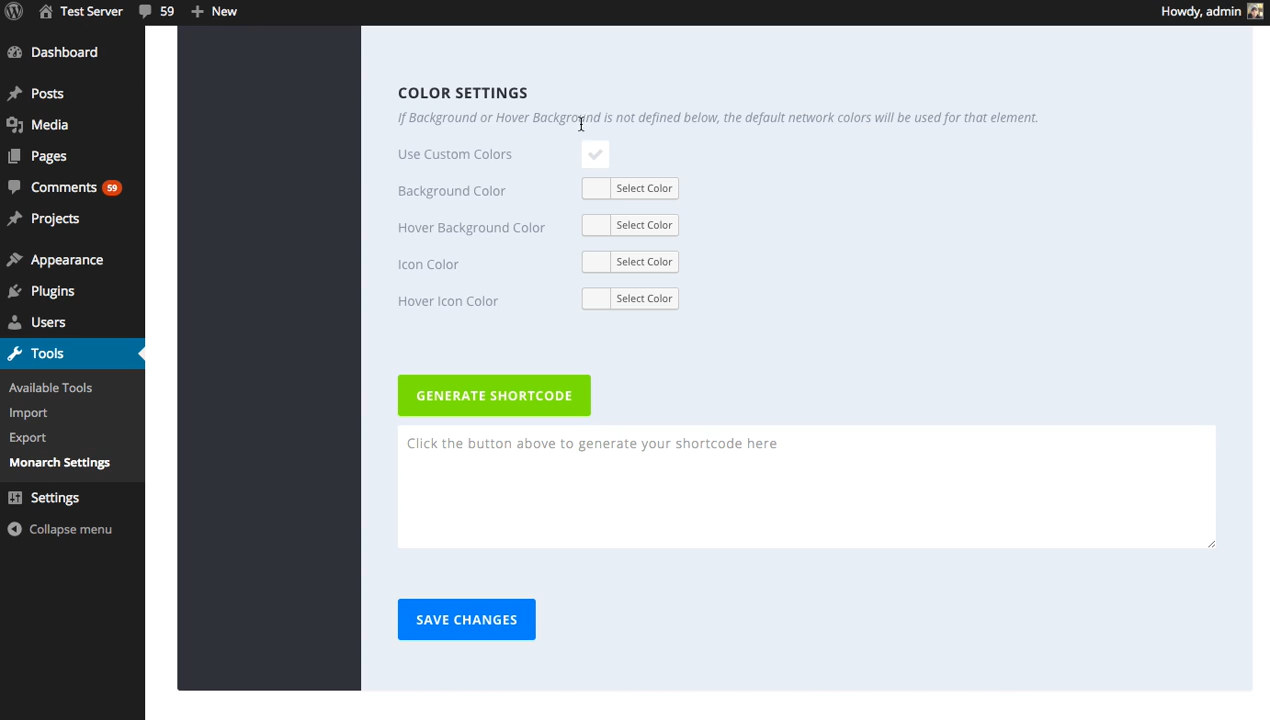 Test Server 59 New Howdy, admin
Dashboard
Posts
Media
Pages
Comments 59
Projects
Appearance
Plugins
Users
Tools
Available Tools
Import
Export
Monarch Settings
Settings
Collapse menu
COLOR SETTINGS
If Background or Hover Background is not defined below, the default network colors will be used for that element.
Use Custom Colors
Background Color Select Color
Hover Background Color Select Color
Icon Color Select Color
Hover Icon Color Select Color
GENERATE SHORTCODE
Click the button above to generate your shortcode here
SAVE CHANGES